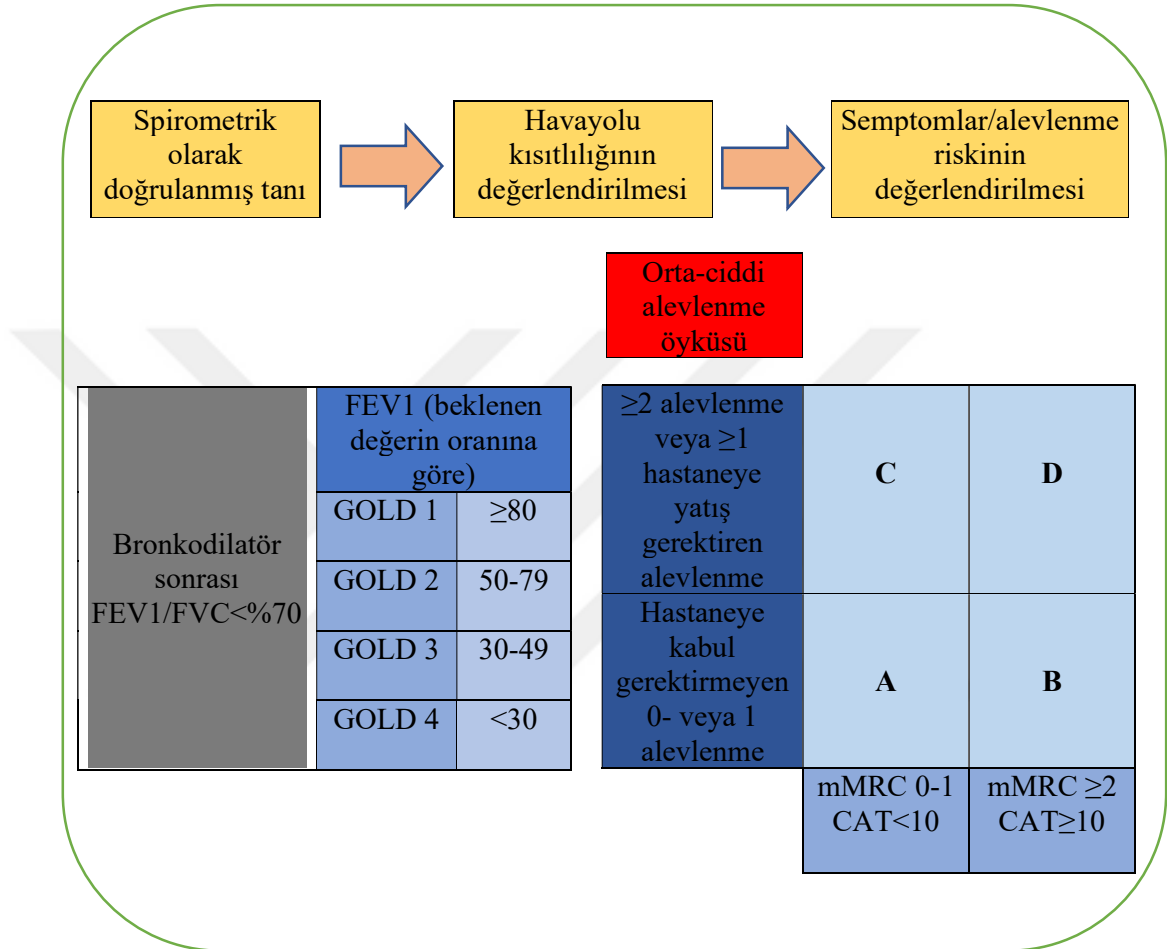 Spirometrik
olarak
doğrulanmış tanı
Havayolu
kısıtlılığının
değerlendirilmesi
Semptomlar/alevlenme
riskinin
değerlendirilmesi
Orta-ciddi
alevlenme
öyküsü
Bronkodilatör
sonrası
FEV1/FVC<%70
FEV1 (beklenen
değerin oranına
göre)
GOLD 1 ≥80
GOLD 2 50-79
GOLD 3 30-49
GOLD 4 <30
≥2 alevlenme
veya ≥1
hastaneye
yatış
gerektiren
alevlenme
C D
Hastaneye
kabul
gerektirmeyen
0- veya 1
alevlenme
A B
mMRC 0-1
CAT<10
mMRC ≥2
CAT≥10